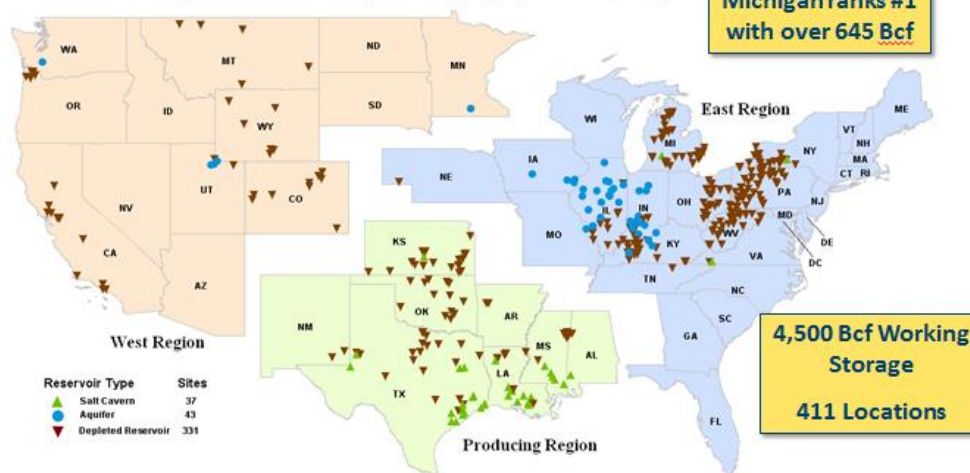 Michigan ranks #1
with over 645 Bcf
WA
MT
ND
MN
OR
ID
SD
WY
NV
UT
CO
CA
AZ
West Region
WI
MI
East Region
ME
VT
NH
NY
MA
CT RI
IA
NE
IL
IN
OH
PA
NJ
MD
DE
DC
WV
MO
KY
VA
TN
NC
SC
GA
FL
KS
OK
AR
NM
TX
LA
MS
AL
Producing Region
Reservoir Type Sites
Salt Cavern 37
Aquifer 43
Depleted Reservoir 331
4,500 Bcf Working
Storage
411 Locations